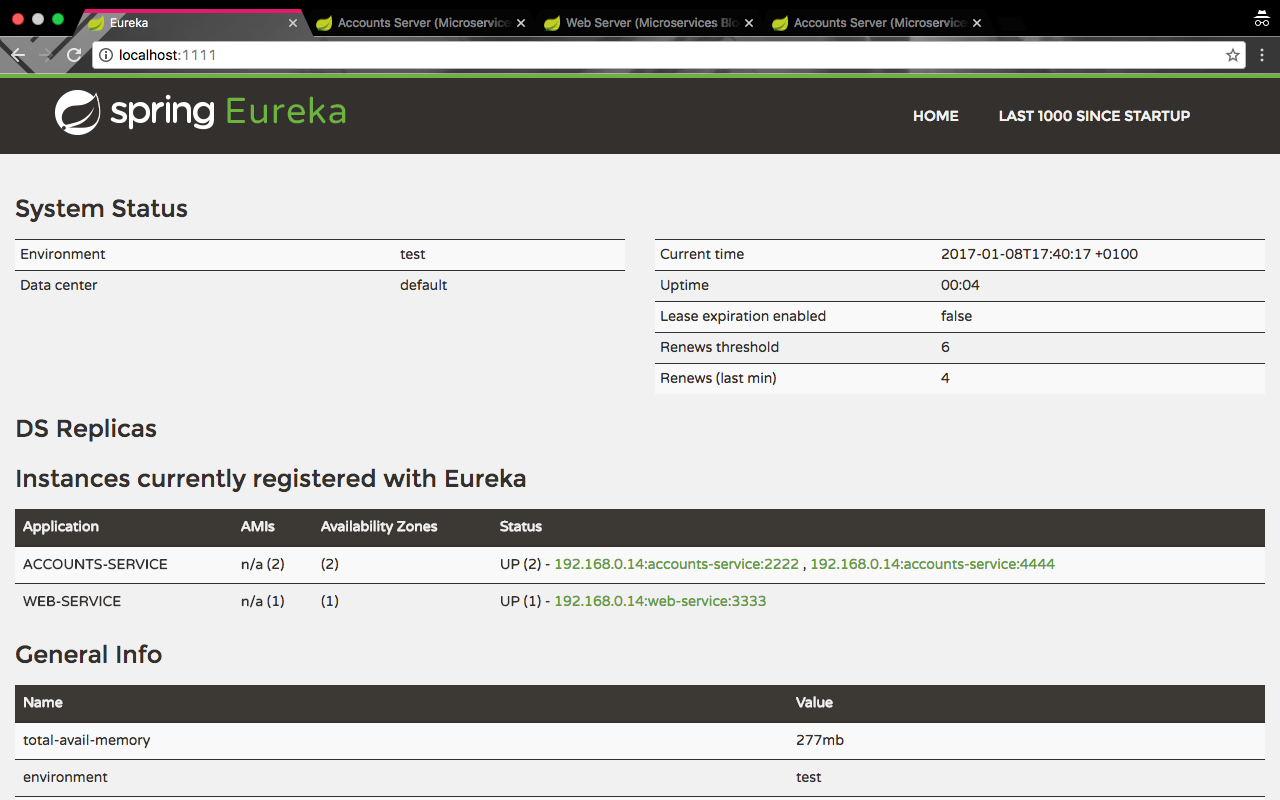 Eureka
Accounts Server (Microservice
Web Server (Microservices Blo
Accounts Server (Microservice
localhost:1111
spring Eureka
HOME LAST 1000 SINCE STARTUP
System Status
Environment test
Data center default
Current time 2017-01-08T17:40:17 +0100
Uptime 00:04
Lease expiration enabled false
Renews threshold 6
Renews (last min) 4
DS Replicas
Instances currently registered with Eureka
Application AMIs Availability Zones Status
ACCOUNTS-SERVICE n/a (2) (2) UP (2) - 192.168.0.14:accounts-service:2222 , 192.168.0.14:accounts-service:4444
WEB-SERVICE n/a (1) (1) UP (1) - 192.168.0.14:web-service:3333
General Info
Name Value
total-avail-memory 277mb
environment test